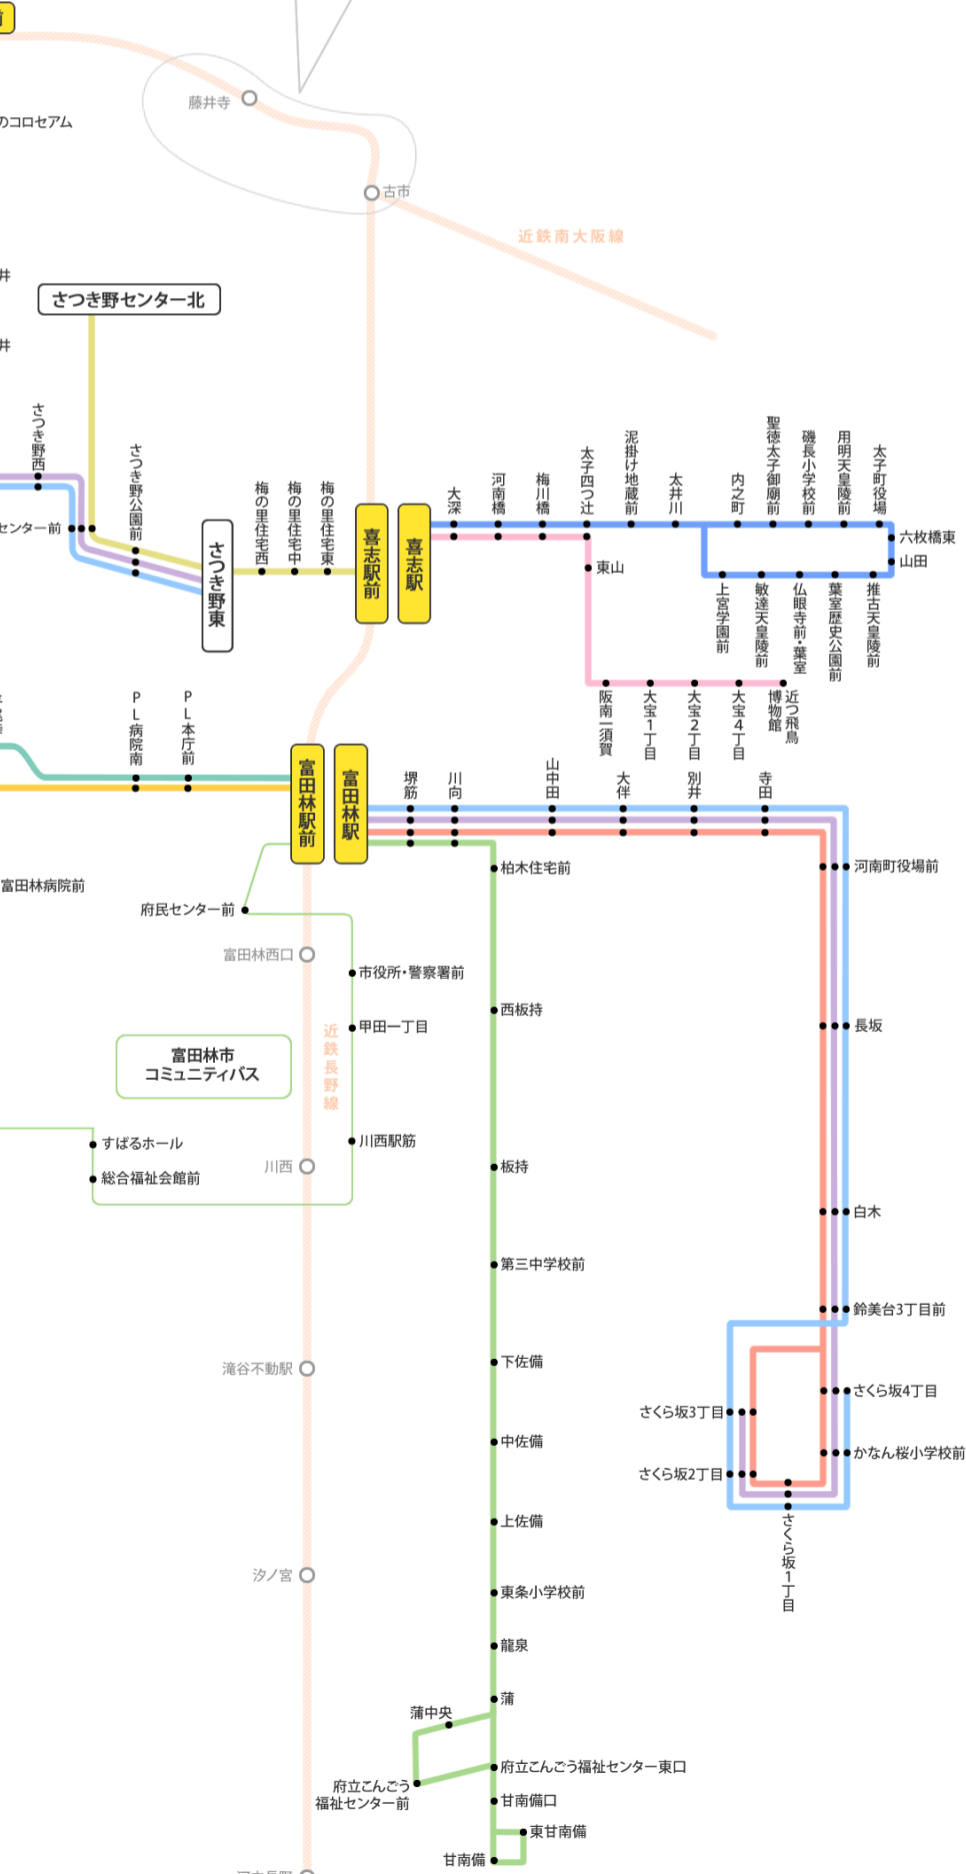 前
藤井寺
のコロセアム
古市
近鉄南大阪線
井
さつき野センター北
井
さつき野西
さつき野公園前
センター前
さつき野東
梅の里住宅西
梅の里住宅中
梅の里住宅東
喜志駅前
喜志駅
大深
河南橋
梅川橋
太子四つ辻
泥掛け地蔵前
太井川
内之町
聖徳太子御廟前
磯長小学校前
用明天皇陵前
太子町役場
六枚橋東
山田
東山
上宮学園前
敏達天皇陵前
仏眼寺前・葉室
葉室歴史公園前
推古天皇陵前
阪南一須賀
大宝1丁目
大宝2丁目
大宝4丁目
近つ飛鳥
博物館
PL病院南
PL本庁前
富田林駅前
富田林駅
堺筋
川向
山中田
大伴
別井
寺田
柏木住宅前
河南町役場前
富田林病院前
府民センター前
富田林西口
市役所・警察署前
西板持
甲田一丁目
長坂
近鉄長野線
富田林市
コミュニティバス
すばるホール
川西駅筋
川西
総合福祉会館前
板持
白木
第三中学校前
鈴美台3丁目前
滝谷不動駅
下佐備
さくら坂4丁目
さくら坂3丁目
中佐備
かなん桜小学校前
さくら坂2丁目
上佐備
さくら坂1丁目
汐ノ宮
東条小学校前
龍泉
蒲
蒲中央
府立こんごう福祉センター東口
府立こんごう
福祉センター前
甘南備口
東甘南備
甘南備